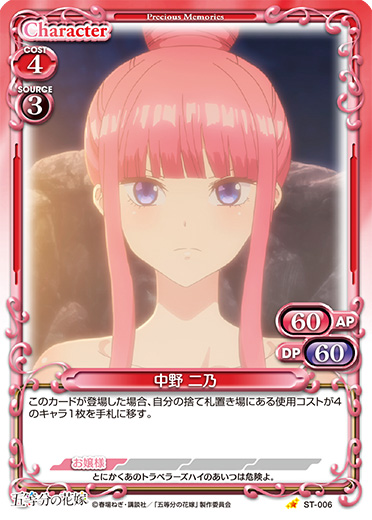 Precious Memories
Character
COST
4
SOURCE
3
60 AP
DP 60
中野 二乃
このカードが登場した場合、自分の捨て札置き場にある使用コストが4
のキャラ1枚を手札に移す。
お嬢様
とにかくあのトラベラーズハイのあいつは危険よ。
五等分の花嫁
©春場ねぎ・講談社／「五等分の花嫁」製作委員会
ST-006